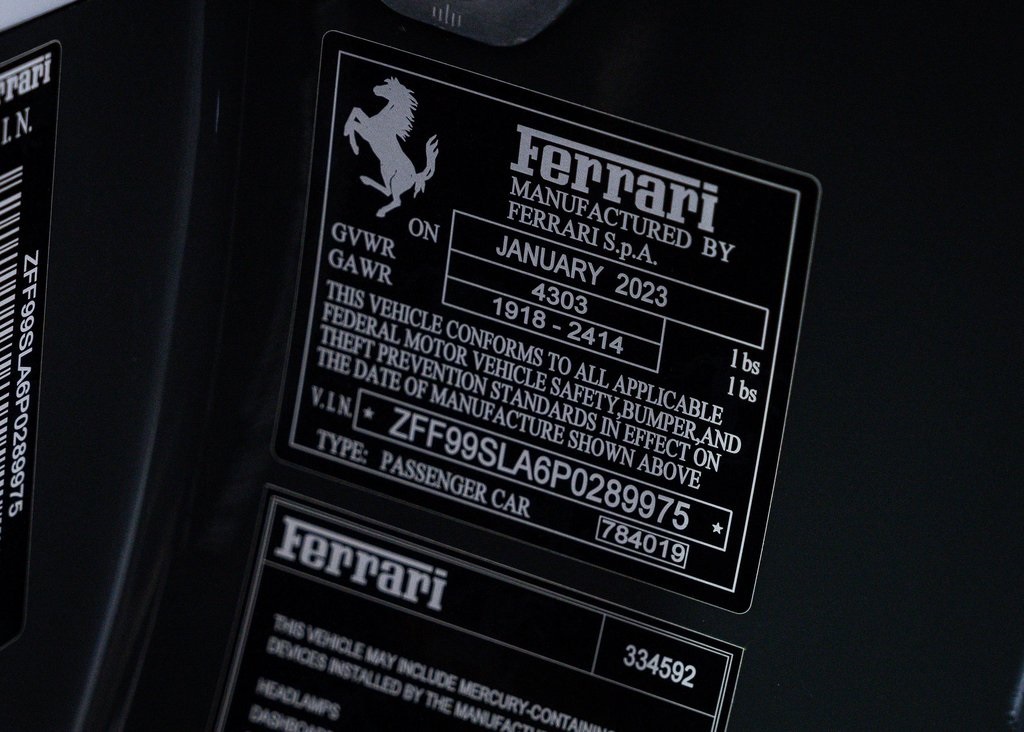 rrari
I.N.
ZFF99SLA6P0289975
Ferrari
MANUFACTURED BY
FERRARI S.p.A.
ON JANUARY 2023
GVWR 4303 lbs
GAWR 1918 - 2414 lbs
THIS VEHICLE CONFORMS TO ALL APPLICABLE
FEDERAL MOTOR VEHICLE SAFETY,BUMPER,AND
THEFT PREVENTION STANDARDS IN EFFECT ON
THE DATE OF MANUFACTURE SHOWN ABOVE
V.I.N. * ZFF99SLA6P0289975 *
TYPE: PASSENGER CAR 784019
Ferrari
334592
THIS VEHICLE MAY INCLUDE MERCURY-CONTAINING
DEVICES INSTALLED BY THE MANUFACTU
HEADLAMPS
DASHBOAR